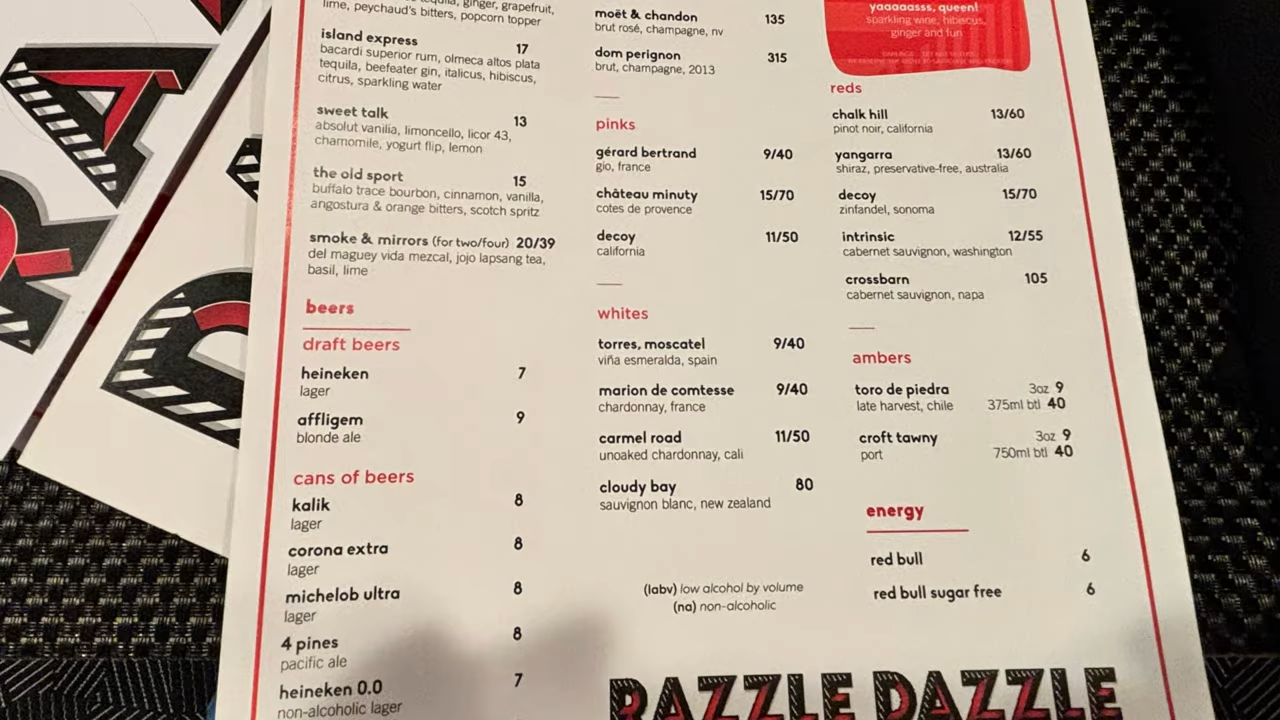 tequila, ginger, grapefruit,
lime, peychaud's bitters, popcorn topper
island express 17
bacardi superior rum, olmeca altos plata
tequila, beefeater gin, italicus, hibiscus,
citrus, sparkling water
sweet talk 13
absolut vanilia, limoncello, licor 43,
chamomile, yogurt flip, lemon
the old sport 15
buffalo trace bourbon, cinnamon, vanilla,
angostura & orange bitters, scotch spritz
smoke & mirrors (for two/four) 20/39
del maguey vida mezcal, jojo lapsang tea,
basil, lime
beers
draft beers
heineken 7
lager
affligem 9
blonde ale
cans of beers
kalik 8
lager
corona extra 8
lager
michelob ultra 8
lager
4 pines 8
pacific ale
heineken 0.0 7
non-alcoholic lager
moët & chandon 135
brut rosé, champagne, nv
dom perignon 315
brut, champagne, 2013
pinks
gérard bertrand 9/40
gio, france
château minuty 15/70
cotes de provence
decoy 11/50
california
whites
torres, moscatel 9/40
viña esmeralda, spain
marion de comtesse 9/40
chardonnay, france
carmel road 11/50
unoaked chardonnay, cali
cloudy bay 80
sauvignon blanc, new zealand
(labv) low alcohol by volume
(na) non-alcoholic
yaaaaasss, queen!
sparkling wine, hibiscus,
ginger and fun
reds
chalk hill 13/60
pinot noir, california
yangarra 13/60
shiraz, preservative-free, australia
decoy 15/70
zinfandel, sonoma
intrinsic 12/55
cabernet sauvignon, washington
crossbarn 105
cabernet sauvignon, napa
ambers
toro de piedra 3oz 9
late harvest, chile 375ml btl 40
croft tawny 3oz 9
port 750ml btl 40
energy
red bull 6
red bull sugar free 6
RAZZLE DAZZLE